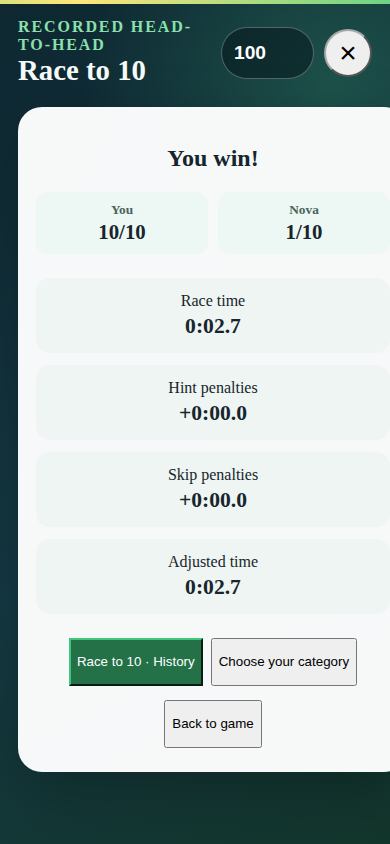 RECORDED HEAD-
TO-HEAD
Race to 10
100
×
You win!
You
10/10
Nova
1/10
Race time
0:02.7
Hint penalties
+0:00.0
Skip penalties
+0:00.0
Adjusted time
0:02.7
Race to 10 · History
Choose your category
Back to game